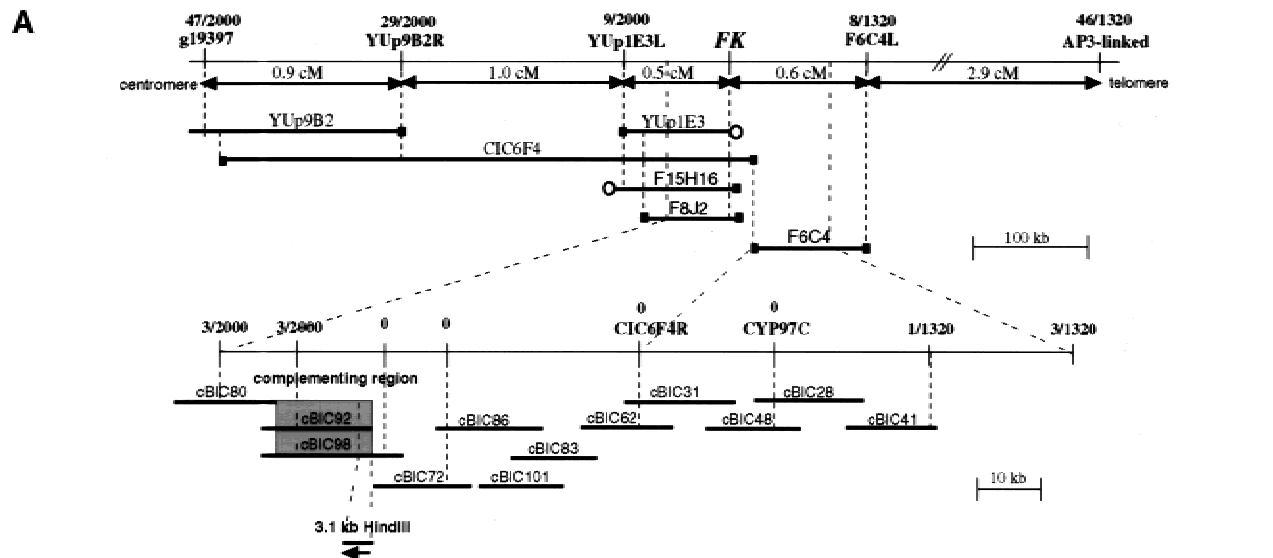 A
47/2000 29/2000 9/2000 8/1320 46/1320
g19397 YUp9B2R YUp1E3L FK F6C4L AP3-linked
0.9 cM 1.0 cM 0.5 cM 0.6 cM // 2.9 cM
centromere telomere
YUp9B2 YUp1E3
CIC6F4
F15H16
F8J2
F6C4
100 kb
0 0
3/2000 3/2000 0 0 CIC6F4R CYP97C 1/1320 3/1320
complementing region
cBIC80 cBIC31 cBIC28
cBIC92 cBIC86 cBIC62 cBIC48 cBIC41
cBIC98 cBIC83
cBIC72 cBIC101 10 kb
3.1 kb HindIII